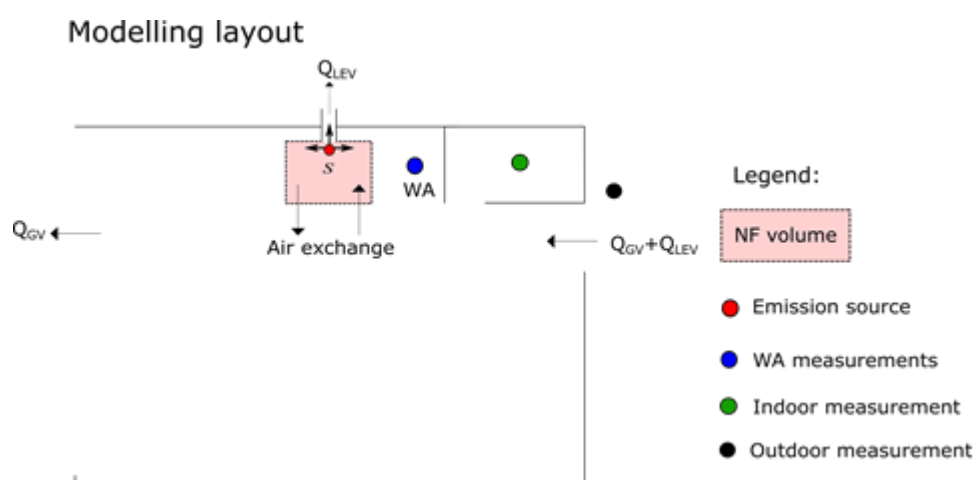 Modelling layout
QLEV
S
WA
Air exchange
QGV
QGV+QLEV
Legend:
NF volume
Emission source
WA measurements
Indoor measurement
Outdoor measurement